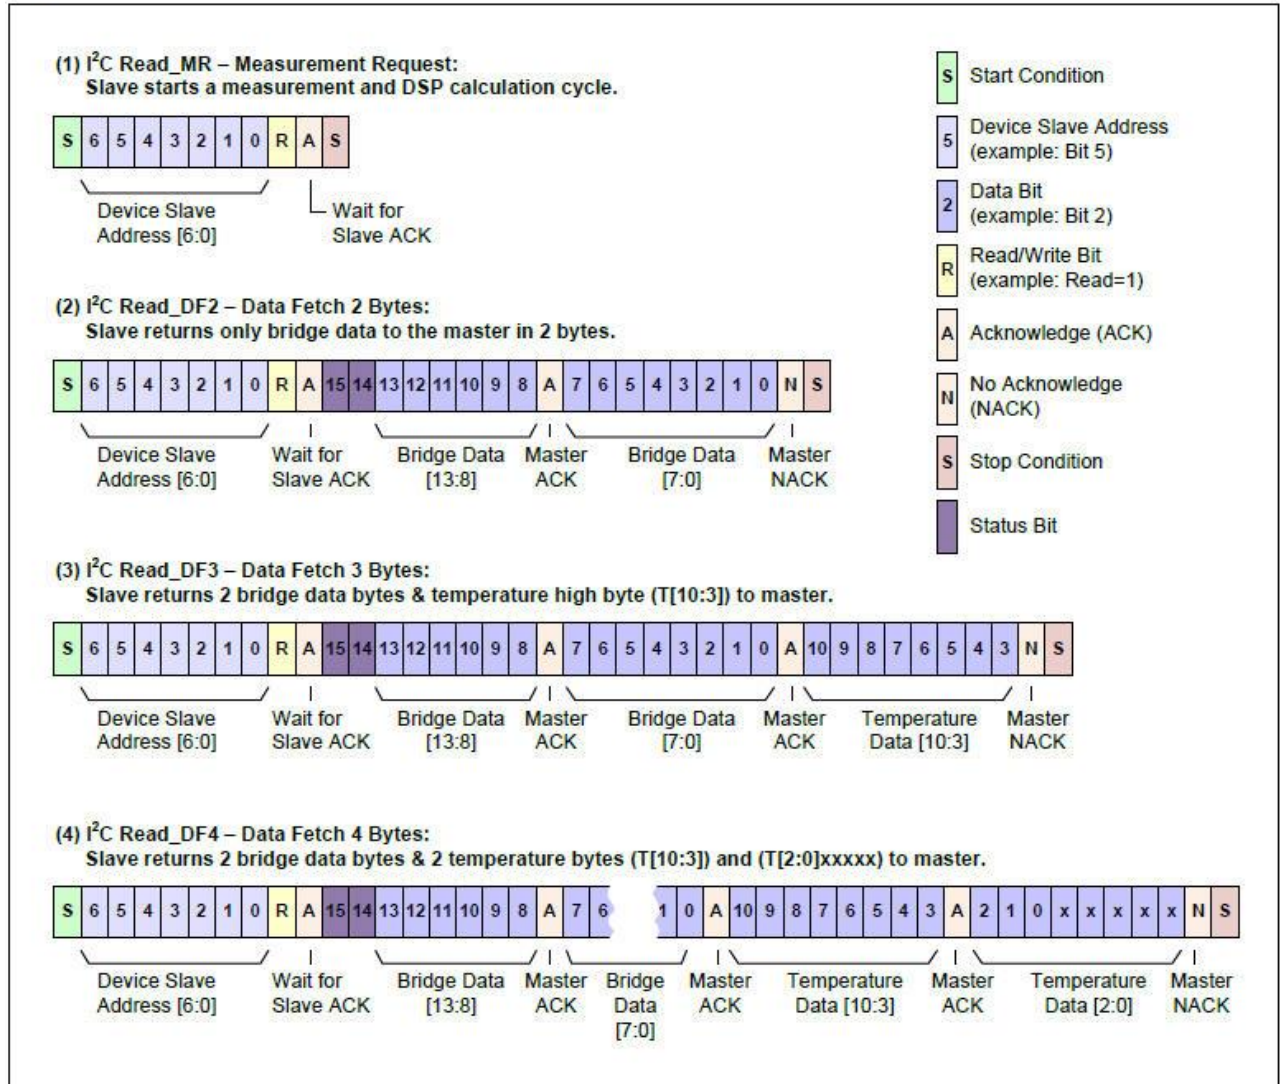 (1) I²C Read_MR – Measurement Request:
Slave starts a measurement and DSP calculation cycle.
S 6 5 4 3 2 1 0 R A S
Device Slave
Address [6:0]
Wait for
Slave ACK
(2) I²C Read_DF2 – Data Fetch 2 Bytes:
Slave returns only bridge data to the master in 2 bytes.
S 6 5 4 3 2 1 0 R A 15 14 13 12 11 10 9 8 A 7 6 5 4 3 2 1 0 N S
Device Slave
Address [6:0]
Wait for
Slave ACK
Bridge Data
[13:8]
Master
ACK
Bridge Data
[7:0]
Master
NACK
(3) I²C Read_DF3 – Data Fetch 3 Bytes:
Slave returns 2 bridge data bytes & temperature high byte (T[10:3]) to master.
S 6 5 4 3 2 1 0 R A 15 14 13 12 11 10 9 8 A 7 6 5 4 3 2 1 0 A 10 9 8 7 6 5 4 3 N S
Device Slave
Address [6:0]
Wait for
Slave ACK
Bridge Data
[13:8]
Master
ACK
Bridge Data
[7:0]
Master
ACK
Temperature
Data [10:3]
Master
NACK
(4) I²C Read_DF4 – Data Fetch 4 Bytes:
Slave returns 2 bridge data bytes & 2 temperature bytes (T[10:3]) and (T[2:0]xxxxx) to master.
S 6 5 4 3 2 1 0 R A 15 14 13 12 11 10 9 8 A 7 6 1 0 A 10 9 8 7 6 5 4 3 A 2 1 0 x x x x x N S
Device Slave
Address [6:0]
Wait for
Slave ACK
Bridge Data
[13:8]
Master
ACK
Bridge
Data
[7:0]
Master
ACK
Temperature
Data [10:3]
Master
ACK
Temperature
Data [2:0]
Master
NACK
S Start Condition
5 Device Slave Address
(example: Bit 5)
2 Data Bit
(example: Bit 2)
R Read/Write Bit
(example: Read=1)
A Acknowledge (ACK)
N No Acknowledge
(NACK)
S Stop Condition
Status Bit